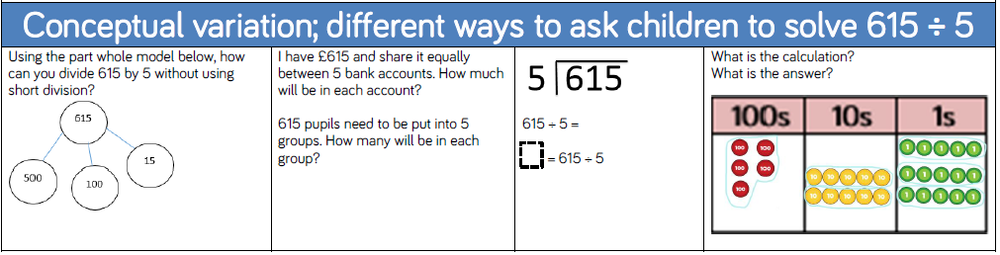 Conceptual variation; different ways to ask children to solve 615 ÷ 5
Using the part whole model below, how
can you divide 615 by 5 without using
short division?
615
500
100
15
I have £615 and share it equally
between 5 bank accounts. How much
will be in each account?
615 pupils need to be put into 5
groups. How many will be in each
group?
5 615
615 ÷ 5 =
= 615 ÷ 5
What is the calculation?
What is the answer?
100s 10s 1s
100 100
100 100
100
10 10 10 10 10
10 10 10 10 10
1 1 1 1 1
1 1 1 1 1
1 1 1 1 1